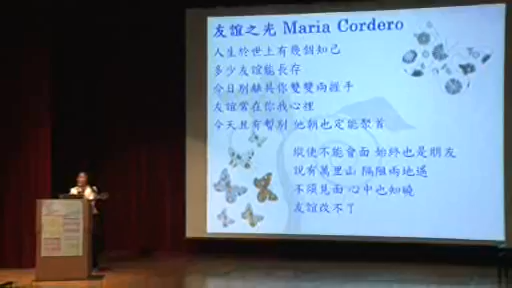 友誼之光 Maria Cordero
人生於世上有幾個知己
多少友誼能長存
今日別離共你雙雙兩握手
友誼常在你我心裡
今天且有暫別 他朝也定能聚首
縱使不能會面 始終也是朋友
說有萬里山 隔阻兩地遙
不須見面 心中也知曉
友誼改不了